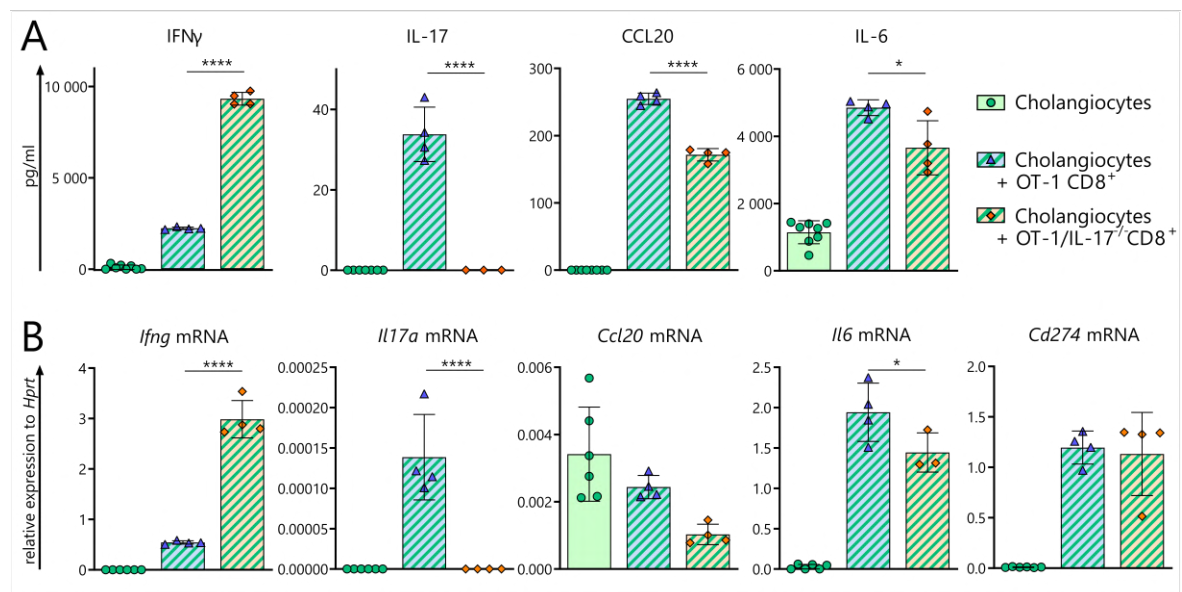 A
IFNγ
IL-17
CCL20
IL-6
pg/ml
10 000
5 000
0
****
40
20
0
****
300
200
100
0
****
6 000
4 000
2 000
0
*
Cholangiocytes
Cholangiocytes
+ OT-1 CD8+
Cholangiocytes
+ OT-1/IL-17-/-CD8+
B
Ifng mRNA
Il17a mRNA
Ccl20 mRNA
Il6 mRNA
Cd274 mRNA
relative expression to Hprt
4
3
2
1
0
****
0.00025
0.00020
0.00015
0.00010
0.00005
0.00000
****
0.006
0.004
0.002
0.000
2.5
2.0
1.5
1.0
0.5
0.0
*
2.0
1.5
1.0
0.5
0.0